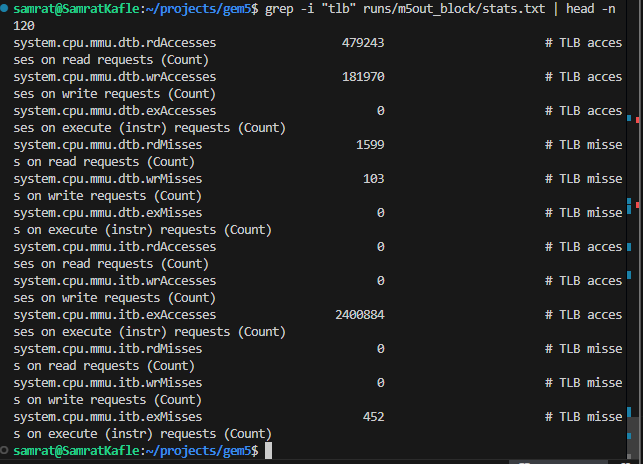 samrat@SamratKafle:~/projects/gem5$ grep -i "tlb" runs/m5out_block/stats.txt | head -n
120
system.cpu.mmu.dtb.rdAccesses 479243 # TLB acces
ses on read requests (Count)
system.cpu.mmu.dtb.wrAccesses 181970 # TLB acces
ses on write requests (Count)
system.cpu.mmu.dtb.exAccesses 0 # TLB acces
ses on execute (instr) requests (Count)
system.cpu.mmu.dtb.rdMisses 1599 # TLB misse
s on read requests (Count)
system.cpu.mmu.dtb.wrMisses 103 # TLB misse
s on write requests (Count)
system.cpu.mmu.dtb.exMisses 0 # TLB misse
s on execute (instr) requests (Count)
system.cpu.mmu.itb.rdAccesses 0 # TLB acces
ses on read requests (Count)
system.cpu.mmu.itb.wrAccesses 0 # TLB acces
ses on write requests (Count)
system.cpu.mmu.itb.exAccesses 2400884 # TLB acces
ses on execute (instr) requests (Count)
system.cpu.mmu.itb.rdMisses 0 # TLB misse
s on read requests (Count)
system.cpu.mmu.itb.wrMisses 0 # TLB misse
s on write requests (Count)
system.cpu.mmu.itb.exMisses 452 # TLB misse
s on execute (instr) requests (Count)
samrat@SamratKafle:~/projects/gem5$